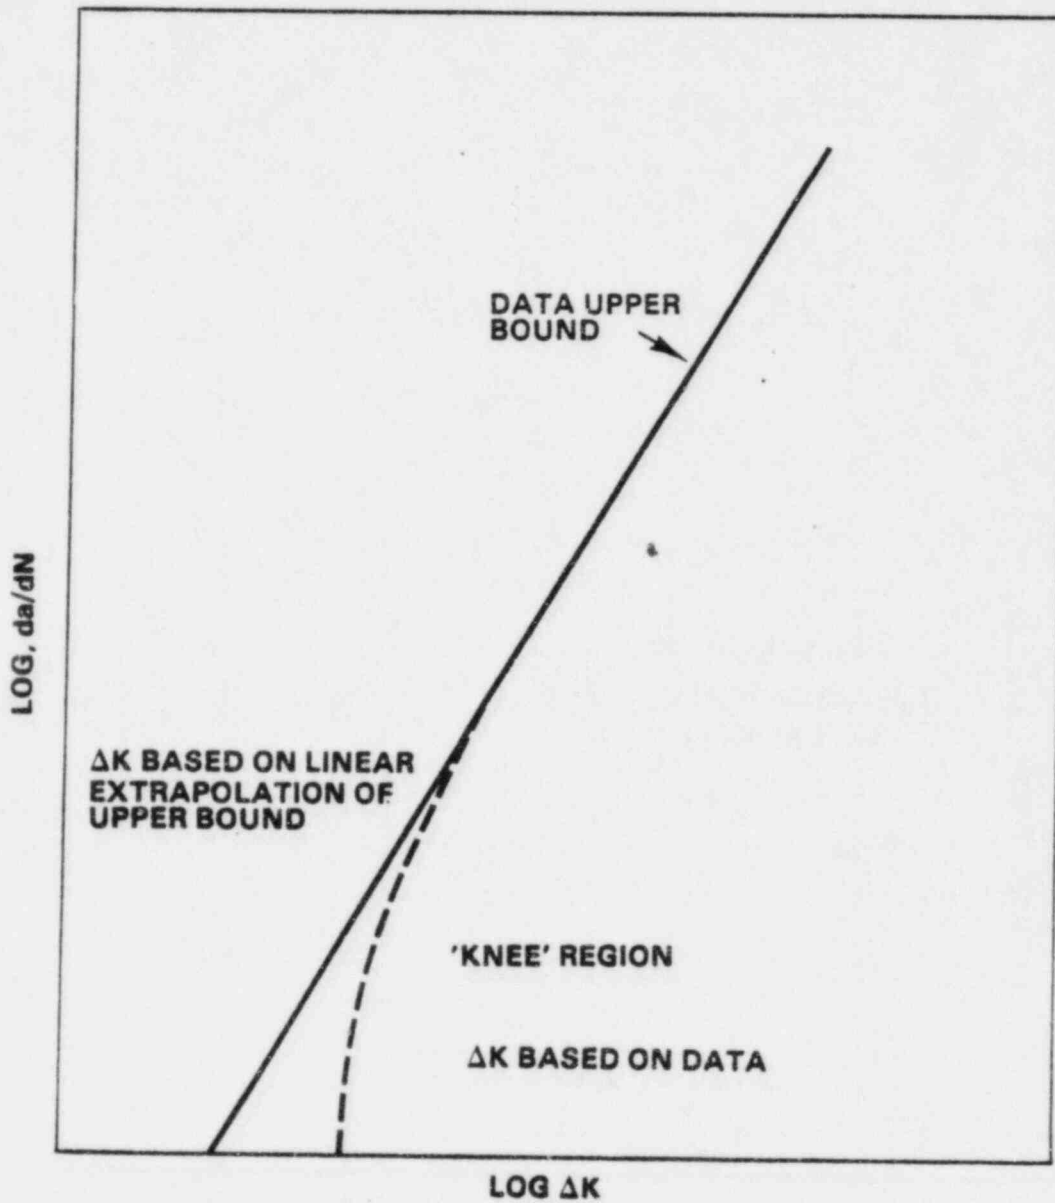 DATA UPPER
BOUND
LOG, da/dN
ΔK BASED ON LINEAR
EXTRAPOLATION OF
UPPER BOUND
'KNEE' REGION
ΔK BASED ON DATA
LOG ΔK